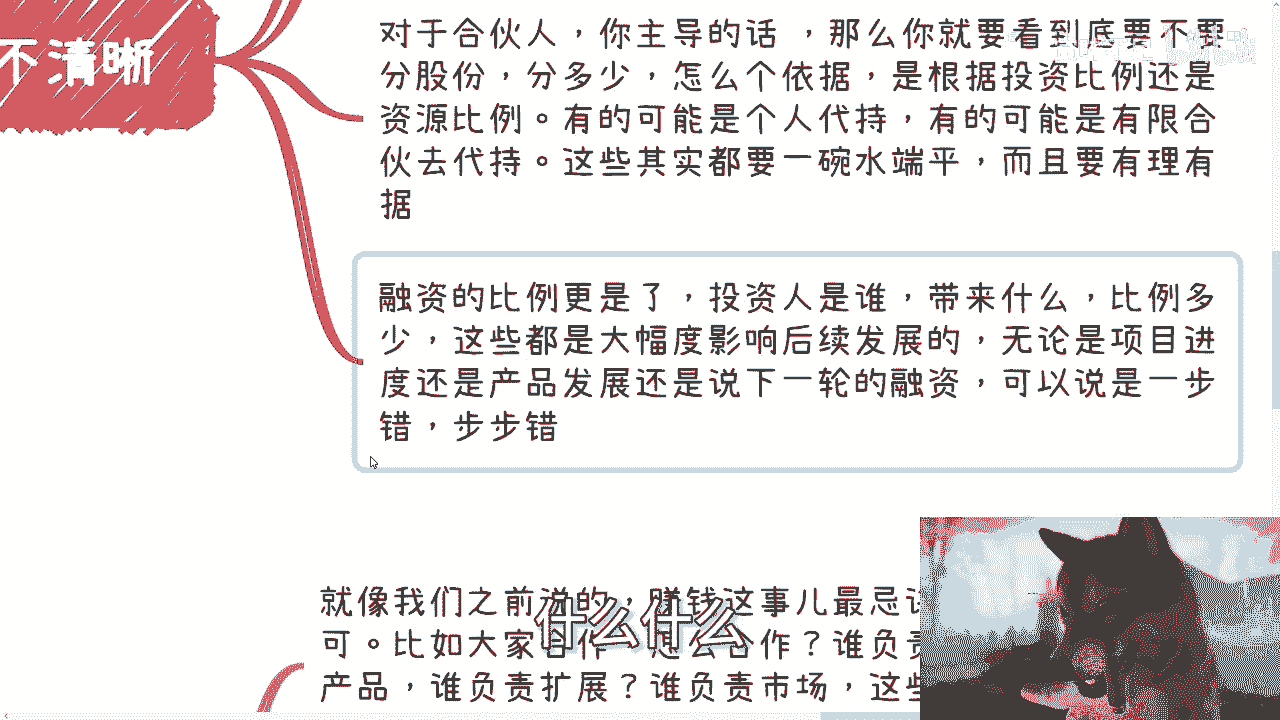 不清晰
对于合伙人，你主导的话 ，那么你就要看到底要不要
分股份，分多少，怎么个依据，是根据投资比例还是
资源比例。有的可能是个人代持，有的可能是有限合
伙去代持。这些其实都要一碗水端平，而且要有理有
据
融资的比例更是了，投资人是谁，带来什么，比例多
少，这些都是大幅度影响后续发展的，无论是项目进
度还是产品发展还是说下一轮的融资，可以说是一步
错，步步错
就像我们之前说的，赚钱这事儿最忌
可。比如大家合作 怎么合作？谁负责
产品，谁负责扩展？谁负责市场，这些
什么什么